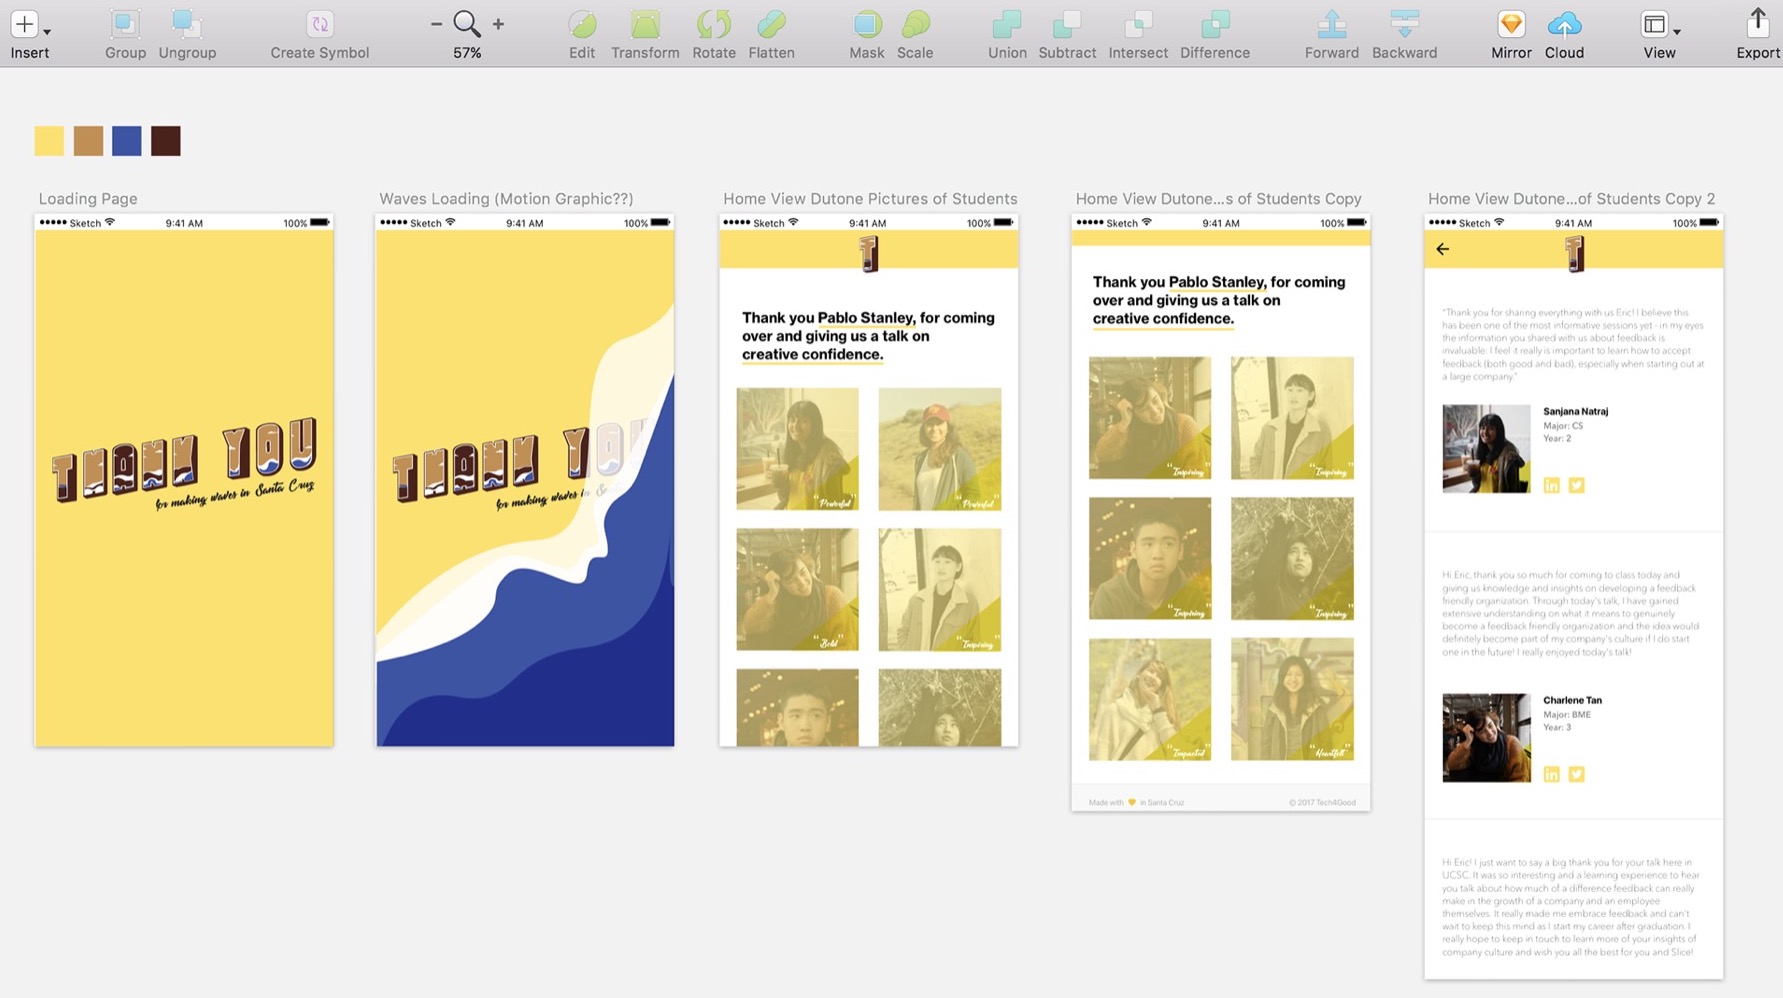 Insert
Group
Ungroup
Create Symbol
57%
Edit
Transform
Rotate
Flatten
Mask
Scale
Union
Subtract
Intersect
Difference
Forward
Backward
Mirror
Cloud
View
Export
Loading Page
Sketch 9:41 AM 100%
THANK YOU
for making waves in Santa Cruz
Waves Loading (Motion Graphic??)
Sketch 9:41 AM 100%
THANK YOU
for making waves in Sa
Home View Dutone Pictures of Students
Sketch 9:41 AM 100%
T
Thank you Pablo Stanley, for coming
over and giving us a talk on
creative confidence.
"Powerful"
"Powerful"
"Bold"
"Inspiring"
Home View Dutone...s of Students Copy
Sketch 9:41 AM 100%
Thank you Pablo Stanley, for coming
over and giving us a talk on
creative confidence.
"Inspiring"
"Inspiring"
"Inspiring"
"Inspiring"
"Impacted"
"Heartfelt"
Made with in Santa Cruz
© 2017 Tech4Good
Home View Dutone...of Students Copy 2
Sketch 9:41 AM 100%
T
"Thank you for sharing everything with us Eric! I believe this
has been one of the most informative sessions yet - in my eyes
the information you shared with us about feedback is
invaluable. I feel it really is important to learn how to accept
feedback (both good and bad), especially when starting out at
a large company."
Sanjana Natraj
Major: CS
Year: 2
in
Hi Eric, thank you so much for coming to class today and
giving us knowledge and insights on developing a feedback
friendly organization. Through today's talk, I have gained
extensive understanding on what it means to genuinely
become a feedback friendly organization and the idea would
definitely become part of my company's culture if I do start
one in the future! I really enjoyed today's talk!
Charlene Tan
Major: BME
Year: 3
in
Hi Eric! I just want to say a big thank you for your talk here in
UCSC. It was so interesting and a learning experience to hear
you talk about how much of a difference feedback can really
make in the growth of a company and an employee
themselves. It really made me embrace feedback and can't
wait to keep this mind as I start my career after graduation. I
really hope to keep in touch to learn more of your insights of
company culture and wish you all the best for you and Slice!